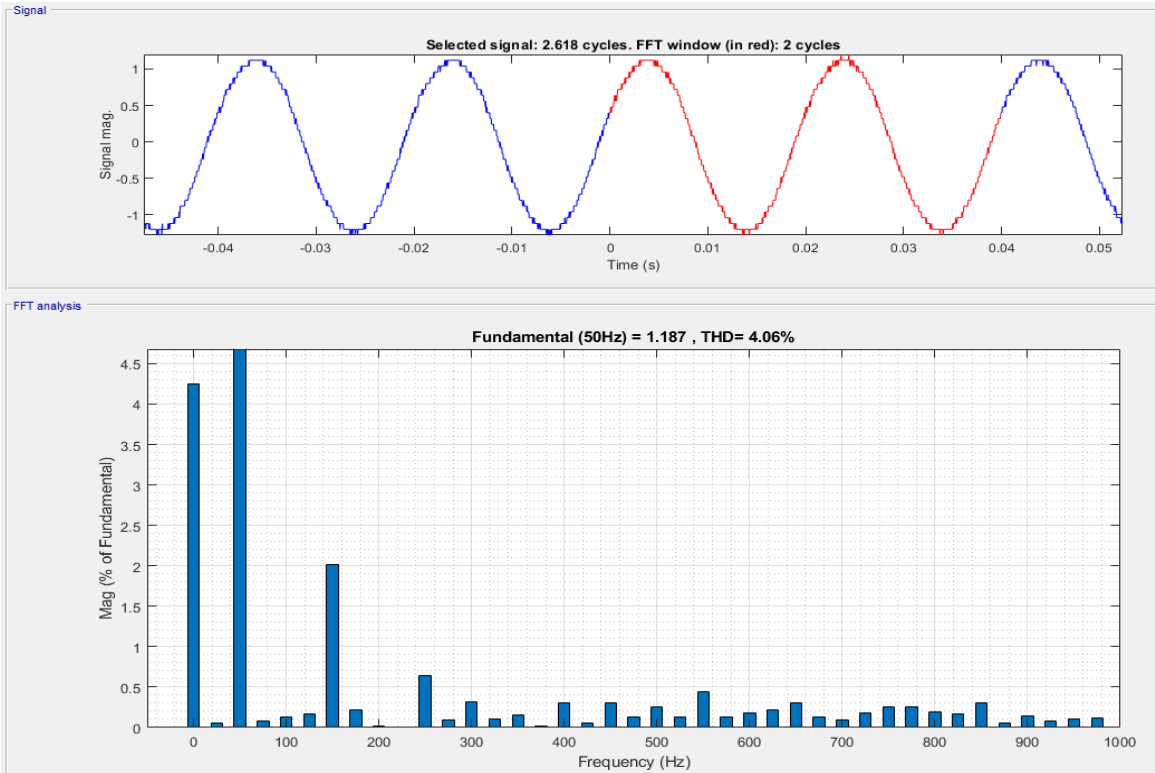 Signal
Selected signal: 2.618 cycles. FFT window (in red): 2 cycles
Signal mag.
1
0.5
0
-0.5
-1
-0.04 -0.03 -0.02 -0.01 0 0.01 0.02 0.03 0.04 0.05
Time (s)
FFT analysis
Fundamental (50Hz) = 1.187 , THD= 4.06%
Mag (% of Fundamental)
4.5
4
3.5
3
2.5
2
1.5
1
0.5
0
0 100 200 300 400 500 600 700 800 900 1000
Frequency (Hz)